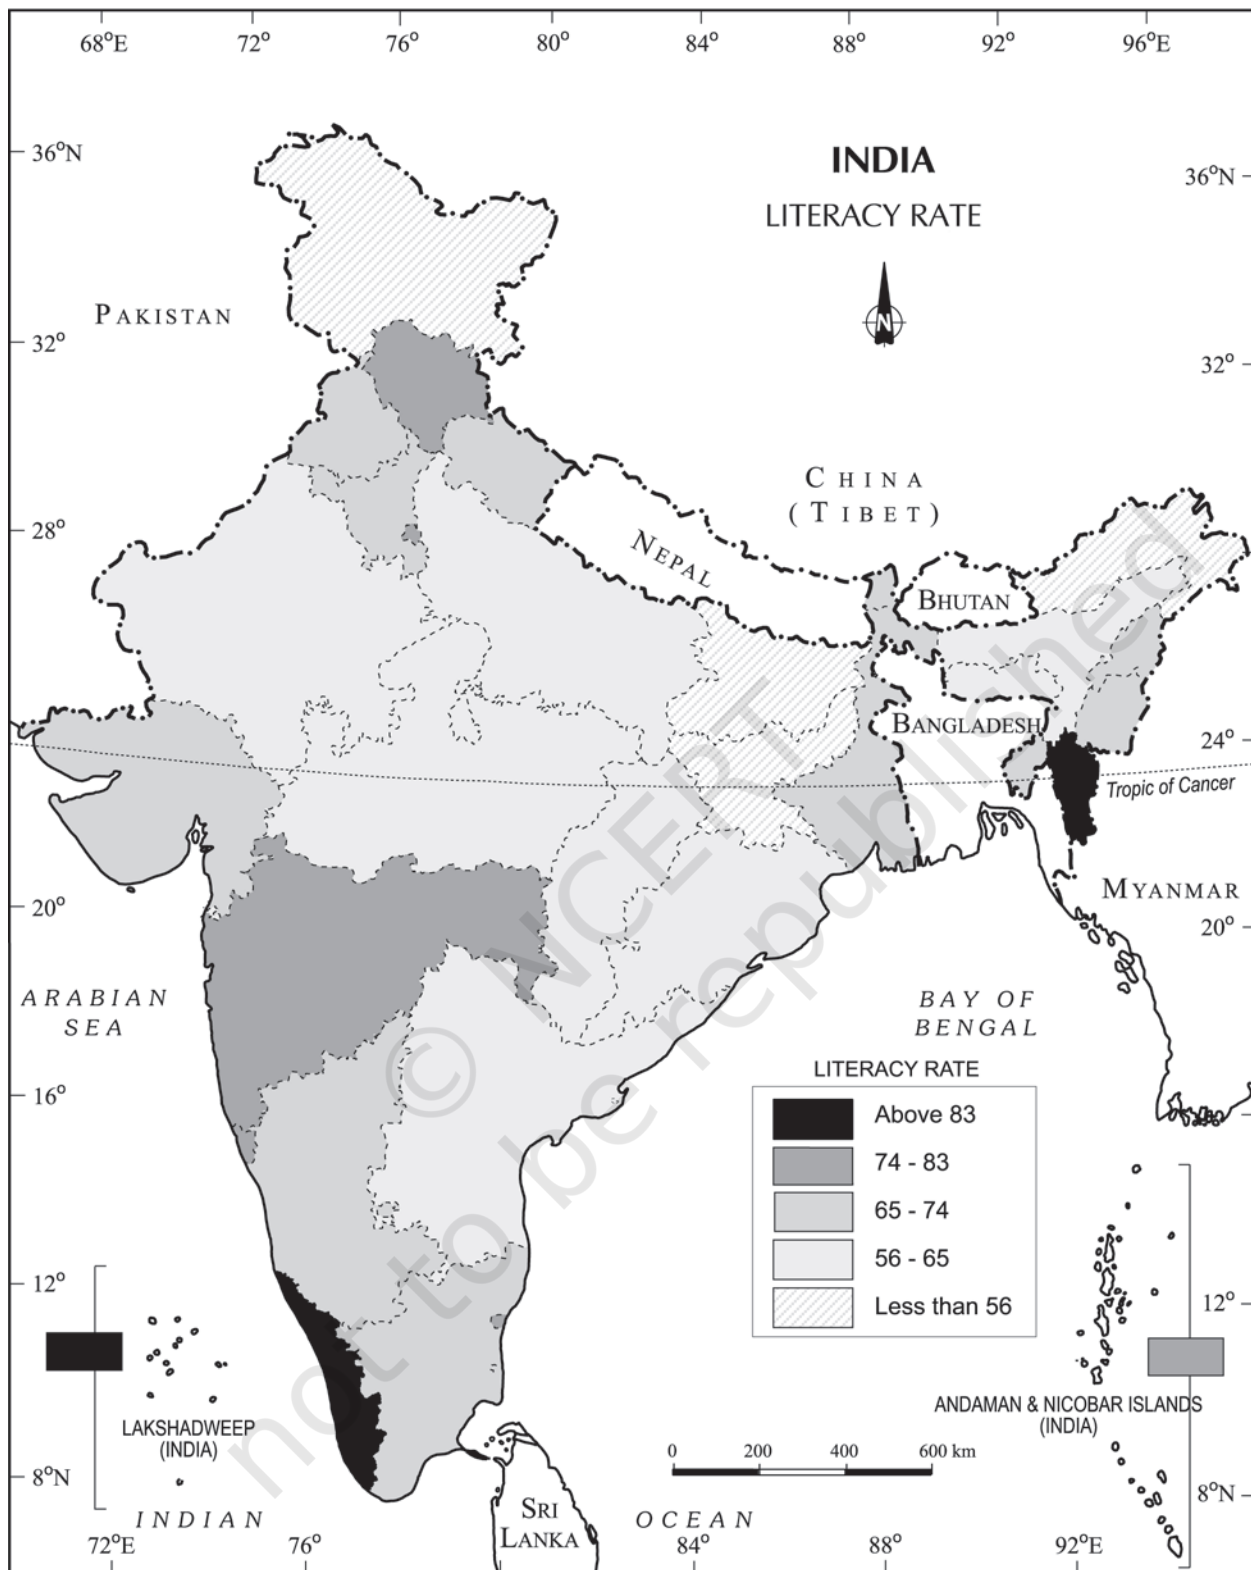 68°E 72° 76° 80° 84° 88° 92° 96°E
36°N
INDIA
36°N
LITERACY RATE
N
PAKISTAN
32°
32°
CHINA
(TIBET)
28°
NEPAL
BHUTAN
BANGLADESH
24°
Tropic of Cancer
MYANMAR
20°
20°
ARABIAN
SEA
BAY OF
BENGAL
LITERACY RATE
16°
Above 83
74 - 83
65 - 74
56 - 65
Less than 56
12°
12°
LAKSHADWEEP
(INDIA)
ANDAMAN & NICOBAR ISLANDS
(INDIA)
0 200 400 600 km
8°N
8°N
SRI
LANKA
INDIAN
OCEAN
72°E 76° 84° 88° 92°E
© NCERT
not to be republished